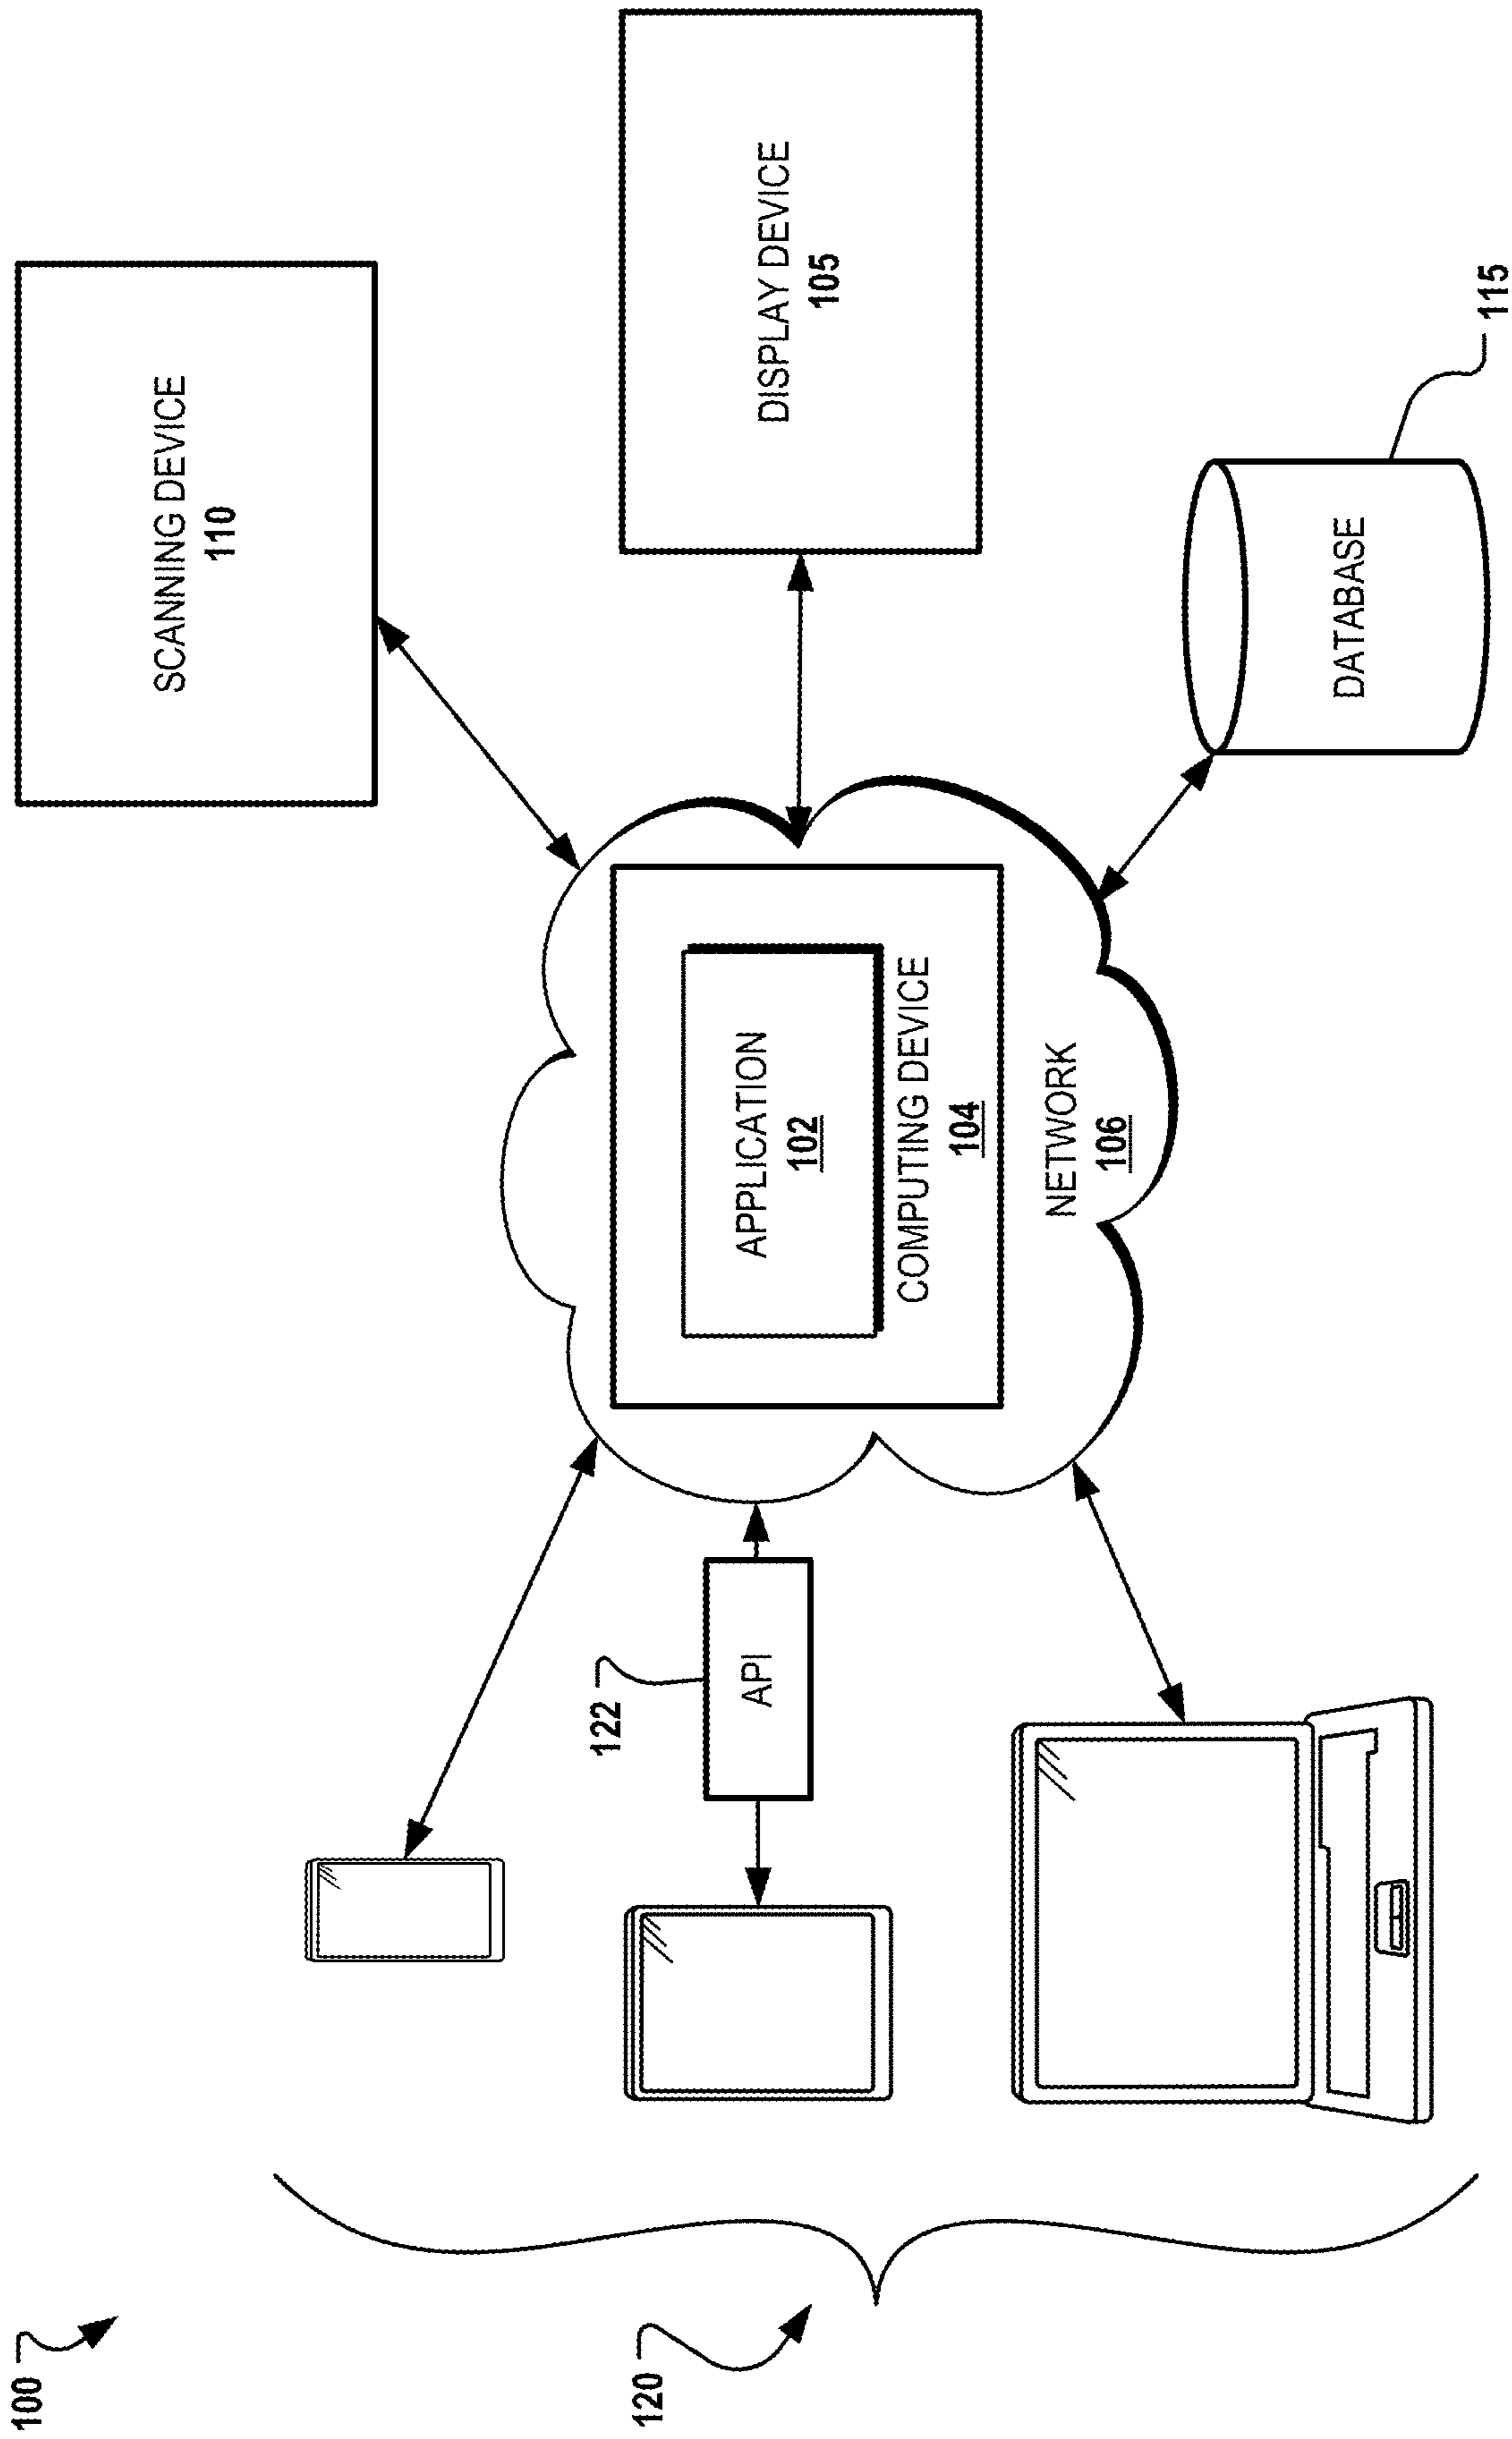 100
SCANNING DEVICE
110
122
API
APPLICATION
102
COMPUTING DEVICE
104
NETWORK
106
DISPLAY DEVICE
105
120
DATABASE
115